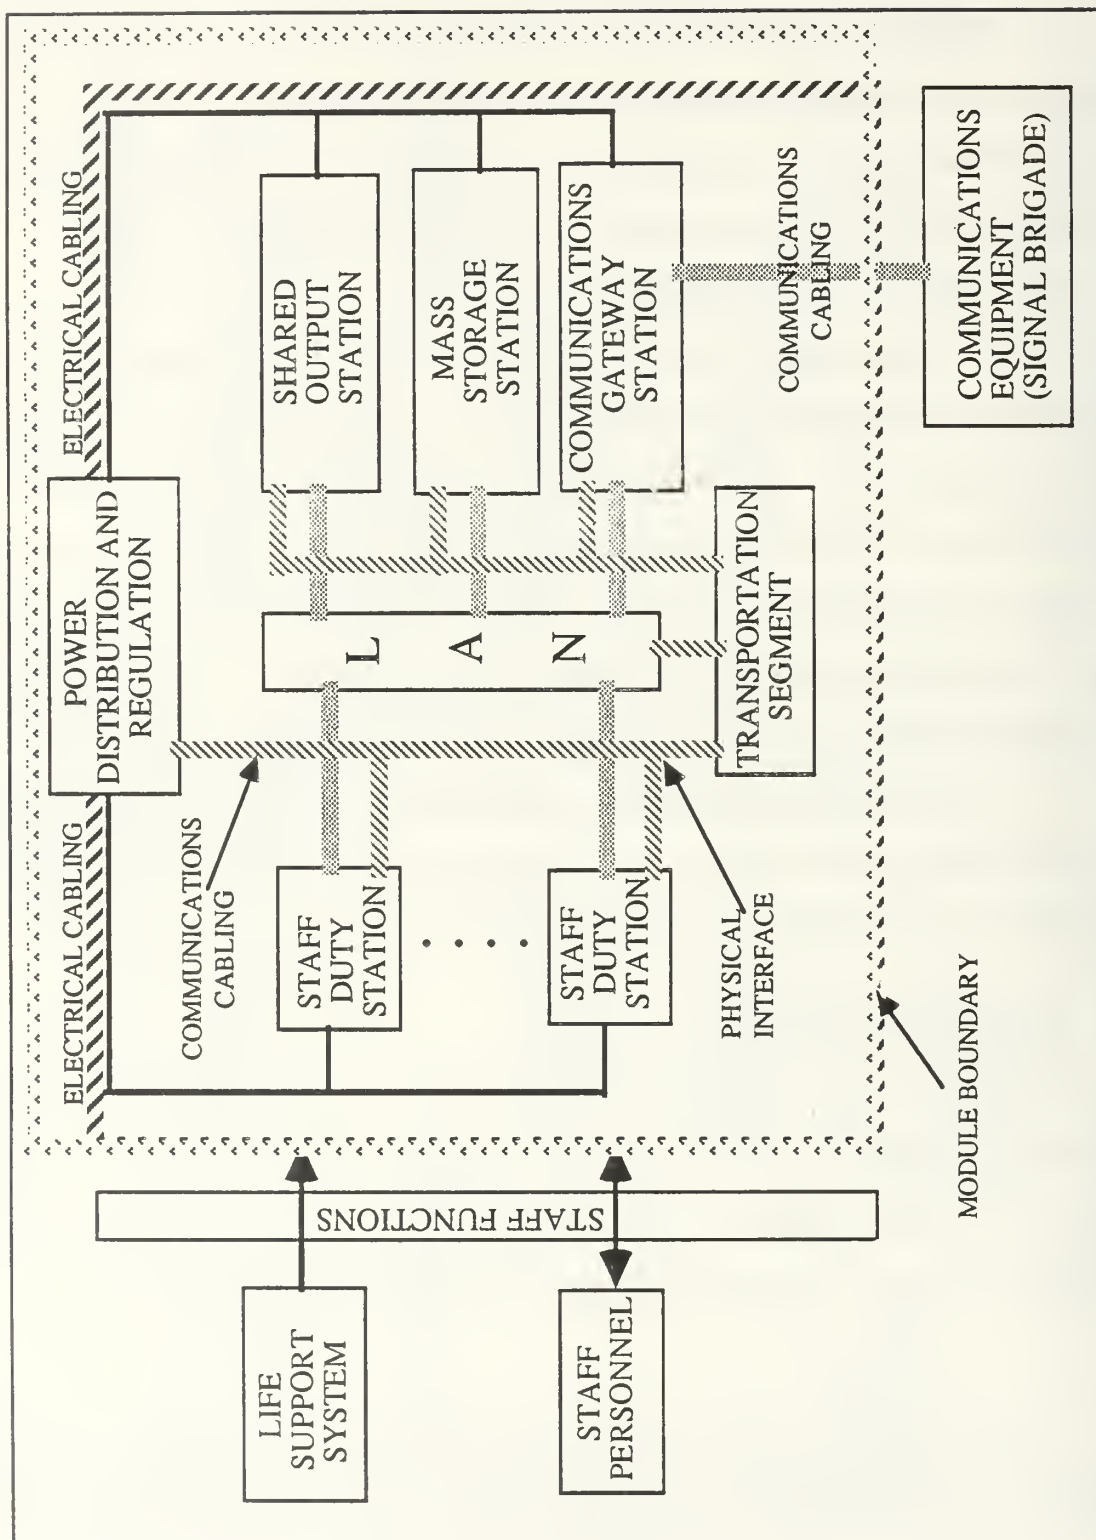 POWER
DISTRIBUTION AND
REGULATION
ELECTRICAL CABLING
ELECTRICAL CABLING
COMMUNICATIONS
CABLING
STAFF
DUTY
STATION
. . . .
STAFF
DUTY
STATION
L A N
SHARED
OUTPUT
STATION
MASS
STORAGE
STATION
COMMUNICATIONS
GATEWAY
STATION
TRANSPORTATION
SEGMENT
PHYSICAL
INTERFACE
COMMUNICATIONS
CABLING
COMMUNICATIONS
EQUIPMENT
(SIGNAL BRIGADE)
MODULE BOUNDARY
STAFF FUNCTIONS
LIFE
SUPPORT
SYSTEM
STAFF
PERSONNEL